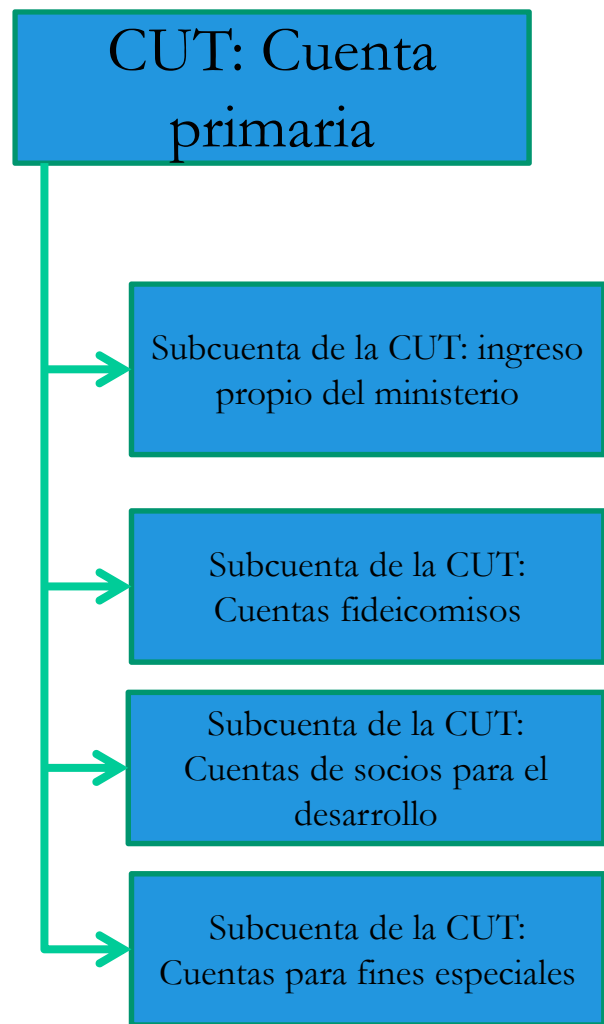 CUT: Cuenta
primaria
Subcuenta de la CUT: ingreso
propio del ministerio
Subcuenta de la CUT:
Cuentas fideicomisos
Subcuenta de la CUT:
Cuentas de socios para el
desarrollo
Subcuenta de la CUT:
Cuentas para fines especiales